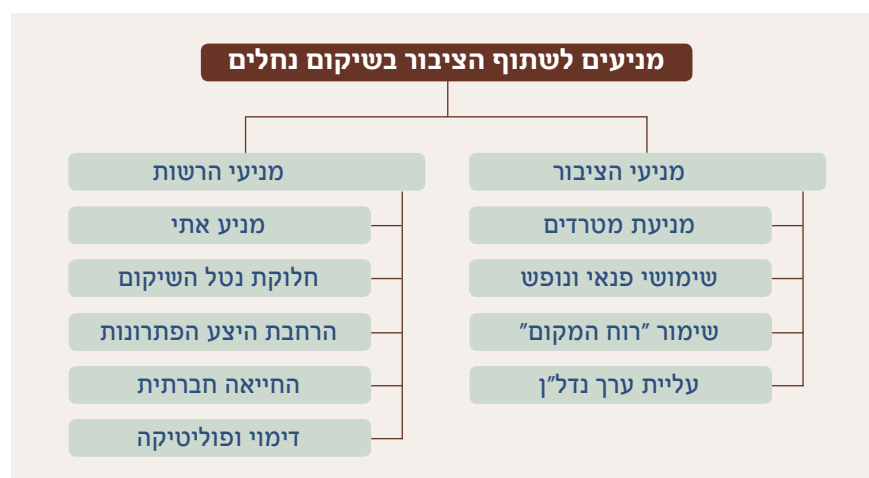 מניעים לשתוף הציבור בשיקום נחלים
מניעי הציבור
מניעת מטרדים
שימושי פנאי ונופש
שימור "רוח המקום"
עליית ערך נדל"ן
מניעי הרשות
מניע אתי
חלוקת נטל השיקום
הרחבת היצע הפתרונות
החייאה חברתית
דימוי ופוליטיקה